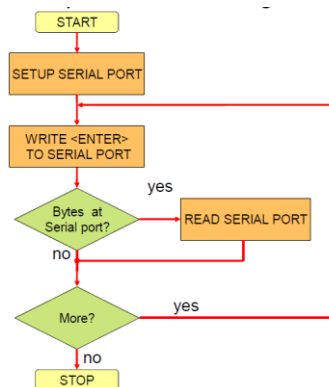 START
SETUP SERIAL PORT
WRITE <ENTER>
TO SERIAL PORT
yes
Bytes at
Serial port?
READ SERIAL PORT
no
More?
yes
no
STOP